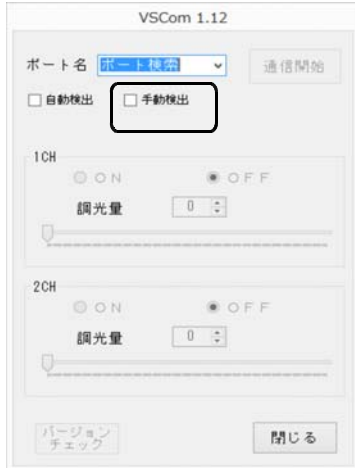 VSCom 1.12
ポート名 ポート検索 通信開始
自動検出 手動検出
1CH
ON OFF
調光量 0
2CH
ON OFF
調光量 0
バージョン
チェック
閉じる